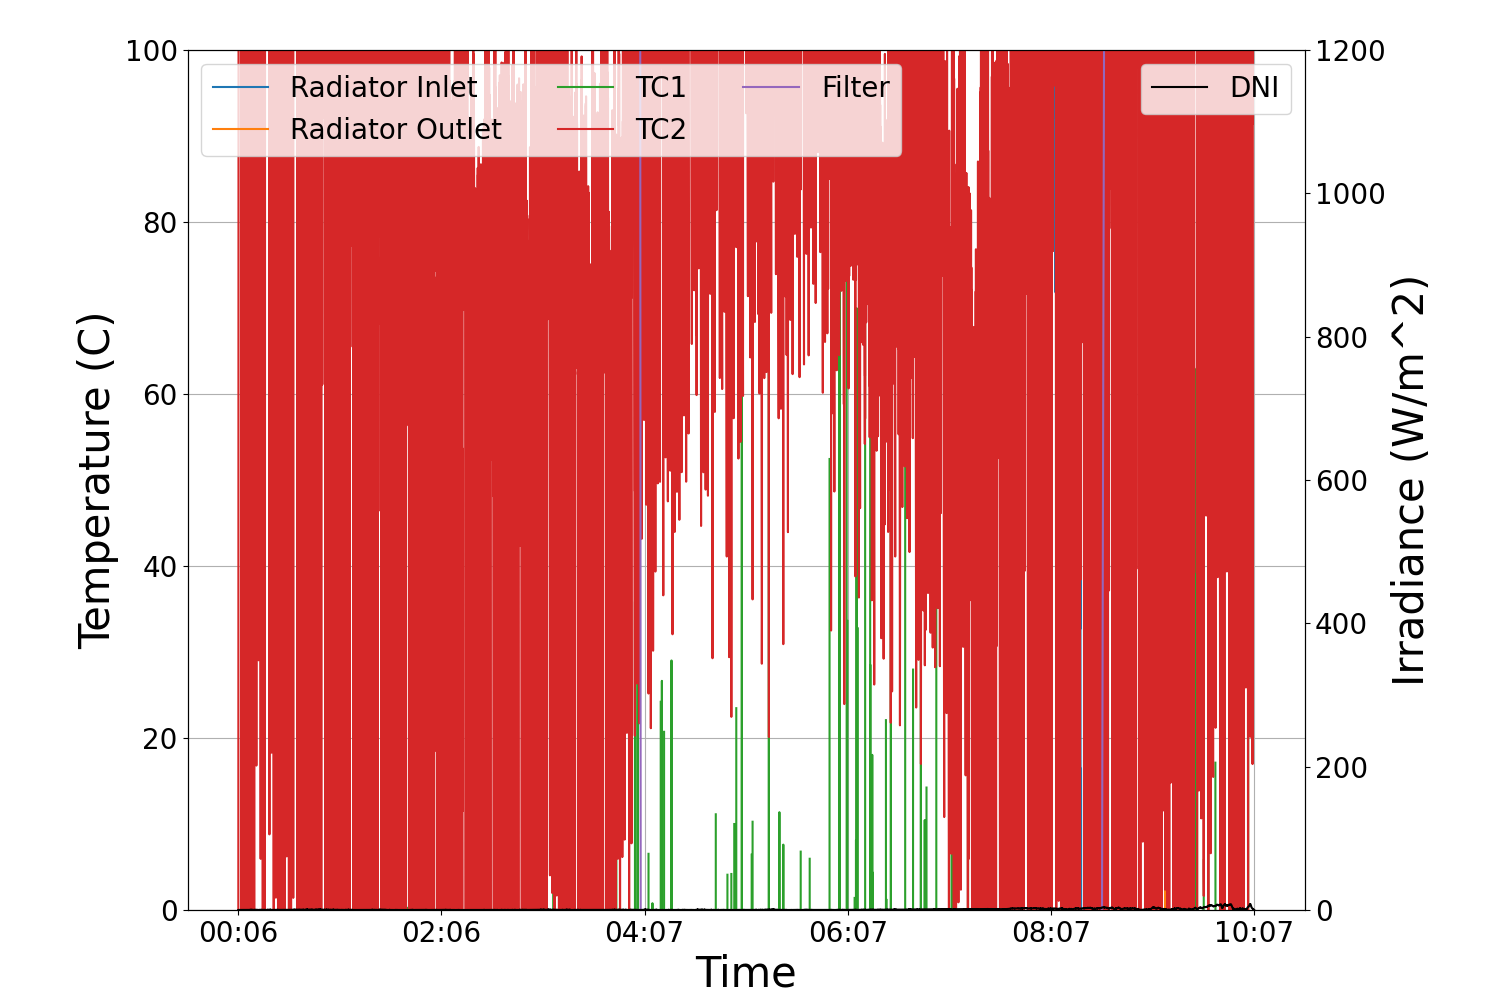 100
80
60
40
20
0
Temperature (C)
Radiator Inlet
Radiator Outlet
TC1
TC2
Filter
DNI
1200
1000
800
600
400
200
0
Irradiance (W/m^2)
00:06 02:06 04:07 06:07 08:07 10:07
Time